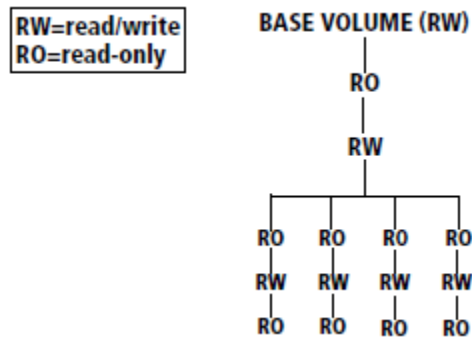 RW=read/write
RO=read-only
BASE VOLUME (RW)
RO
RW
RO RO RO RO
RW RW RW RW
RO RO RO RO